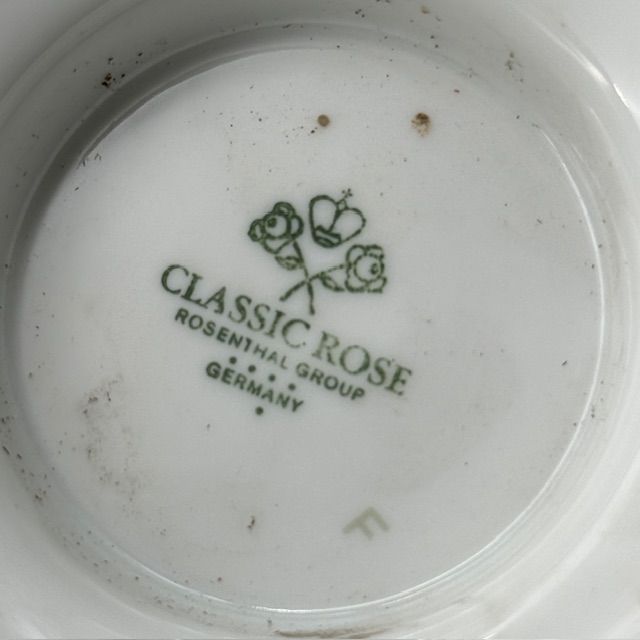 CLASSIC ROSE
ROSENTHAL GROUP
GERMANY
F